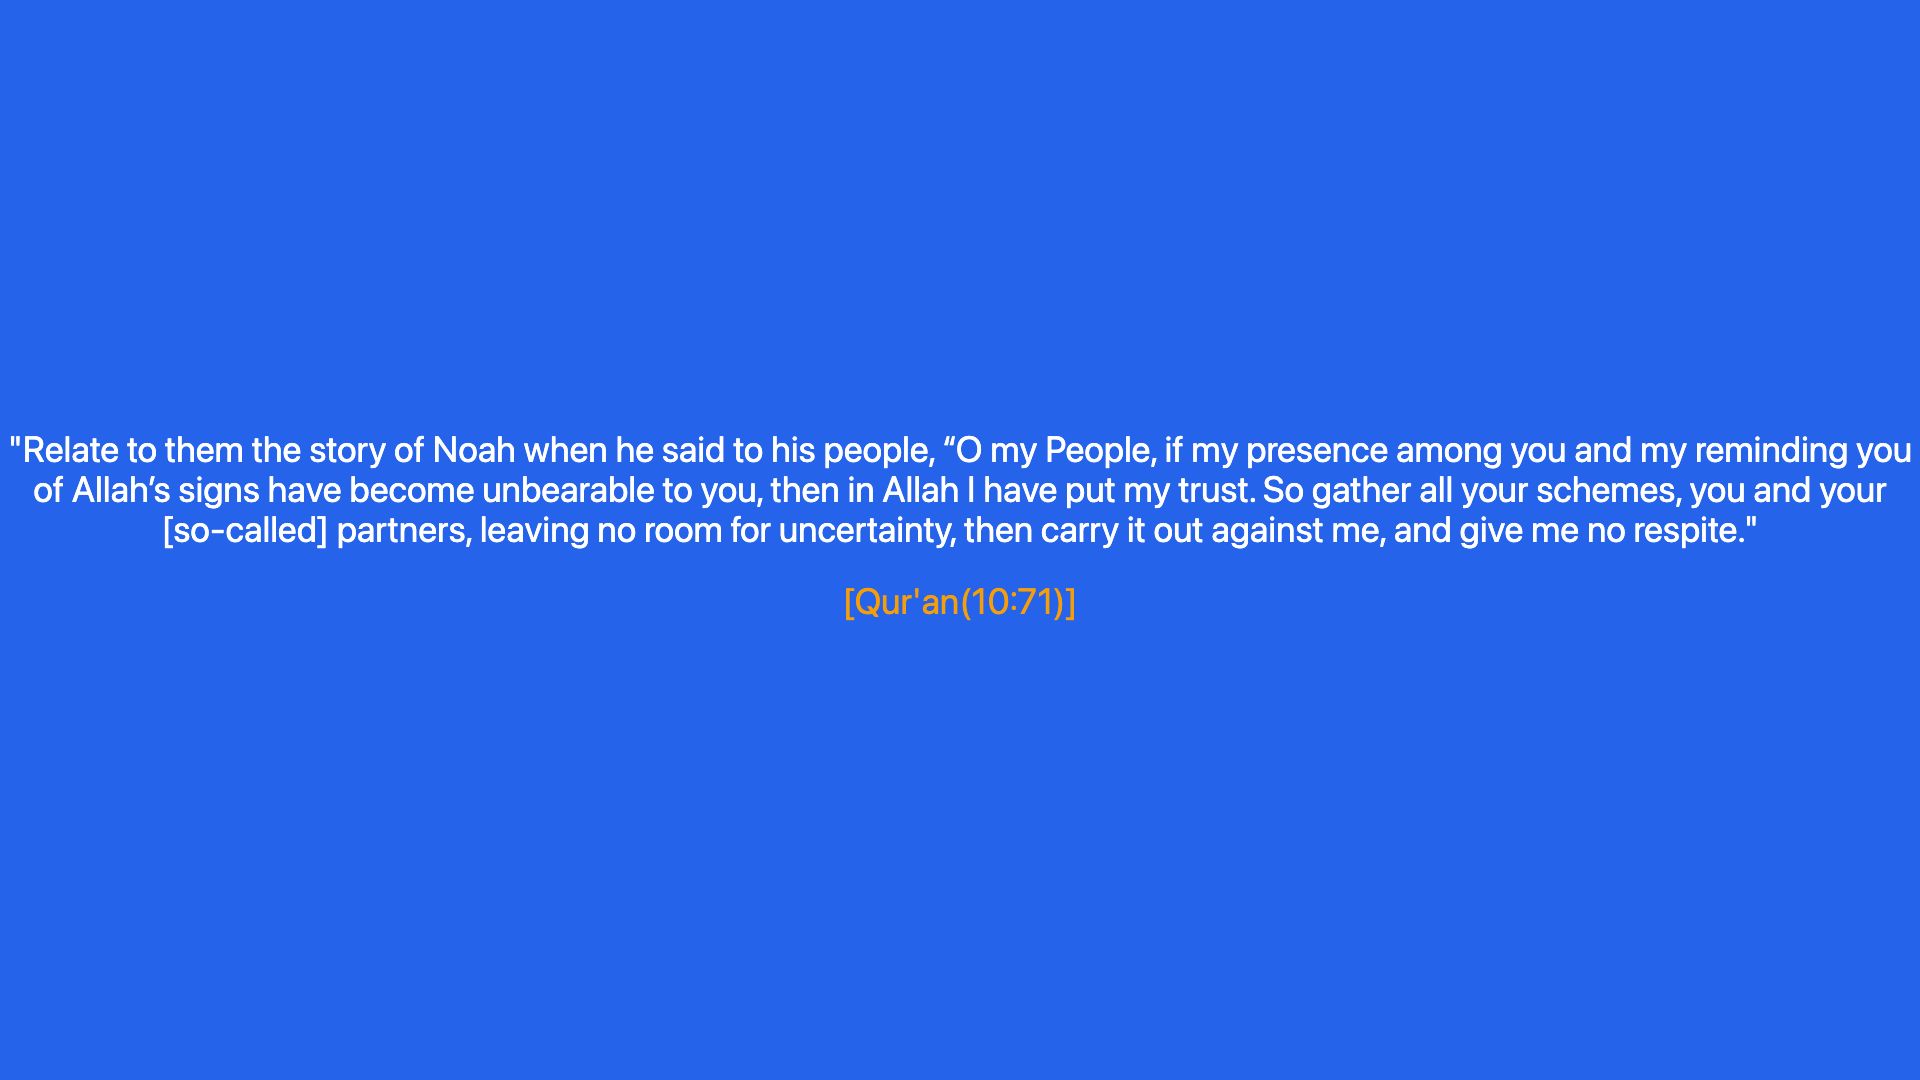 "Relate to them the story of Noah when he said to his people, “O my People, if my presence among you and my reminding you
of Allah’s signs have become unbearable to you, then in Allah I have put my trust. So gather all your schemes, you and your
[so-called] partners, leaving no room for uncertainty, then carry it out against me, and give me no respite."
[Qur'an(10:71)]